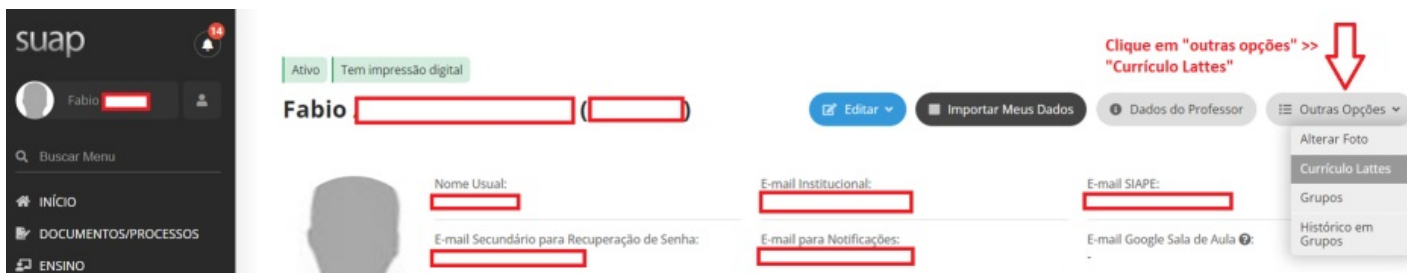 suap
14
Fabio
Buscar Menu
INÍCIO
DOCUMENTOS/PROCESSOS
ENSINO
Clique em "outras opções" >>
"Currículo Lattes"
Ativo Tem impressão digital
Fabio ( )
Editar Importar Meus Dados Dados do Professor Outras Opções
Alterar Foto
Currículo Lattes
Grupos
Histórico em
Grupos
Nome Usual: E-mail Institucional: E-mail SIAPE:
E-mail Secundário para Recuperação de Senha: E-mail para Notificações: E-mail Google Sala de Aula ?:
-